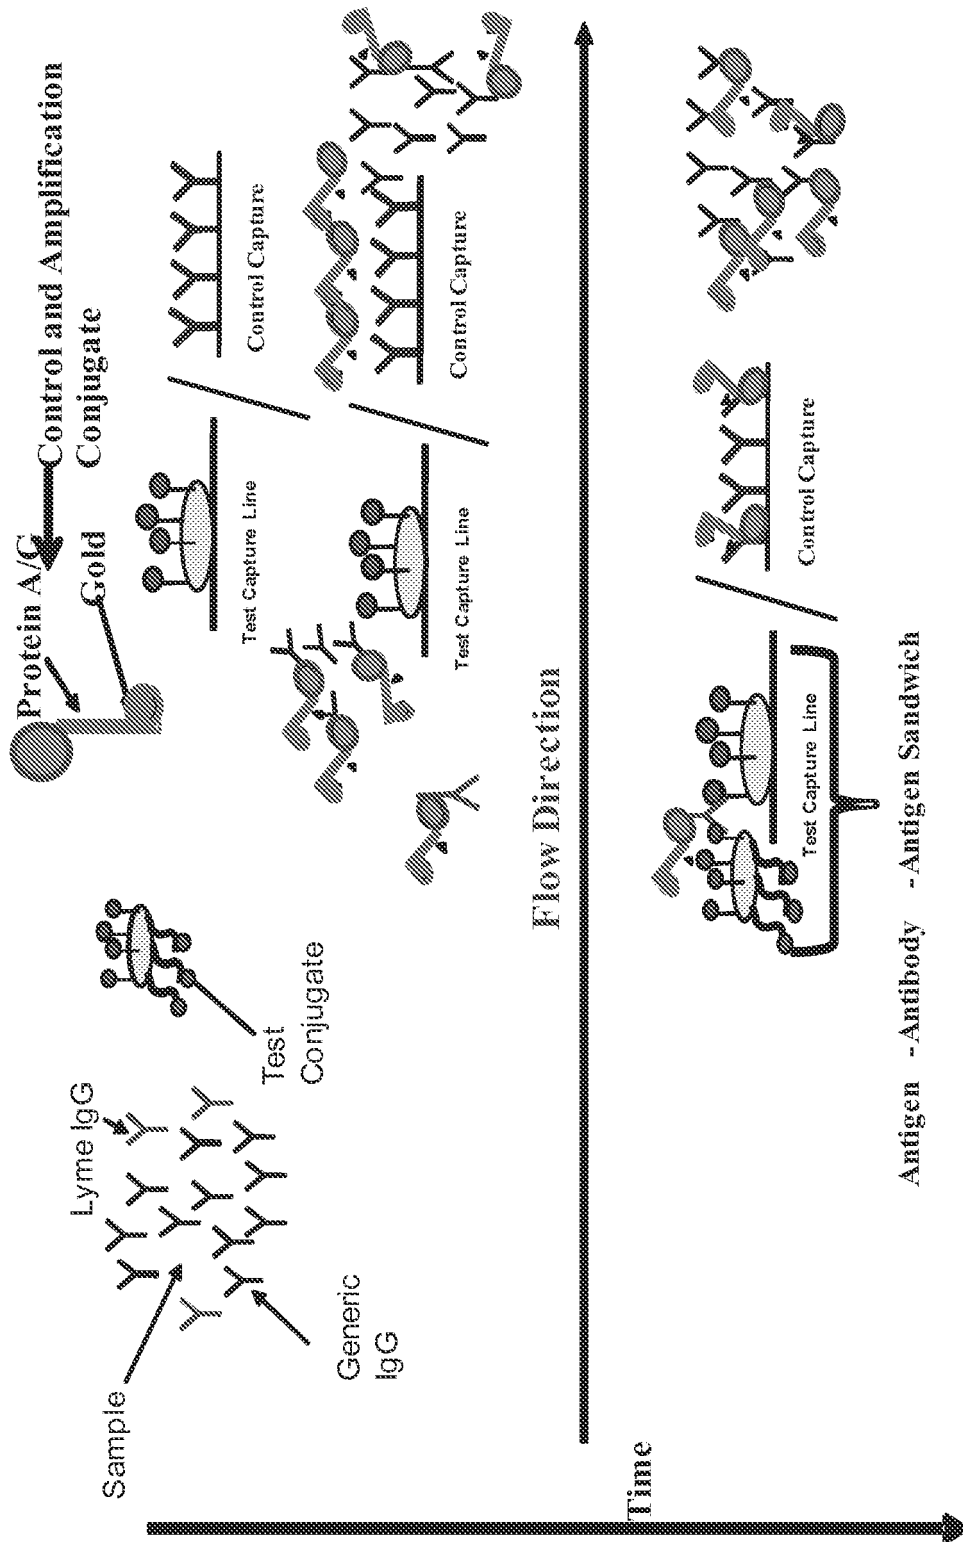 Sample
Lyme IgG
Generic
IgG
Test
Conjugate
Protein A/C
Gold
Control and Amplification
Conjugate
Test Capture Line
Control Capture
Test Capture Line
Control Capture
Flow Direction
Time
Test Capture Line
Control Capture
Antigen -Antibody -Antigen Sandwich